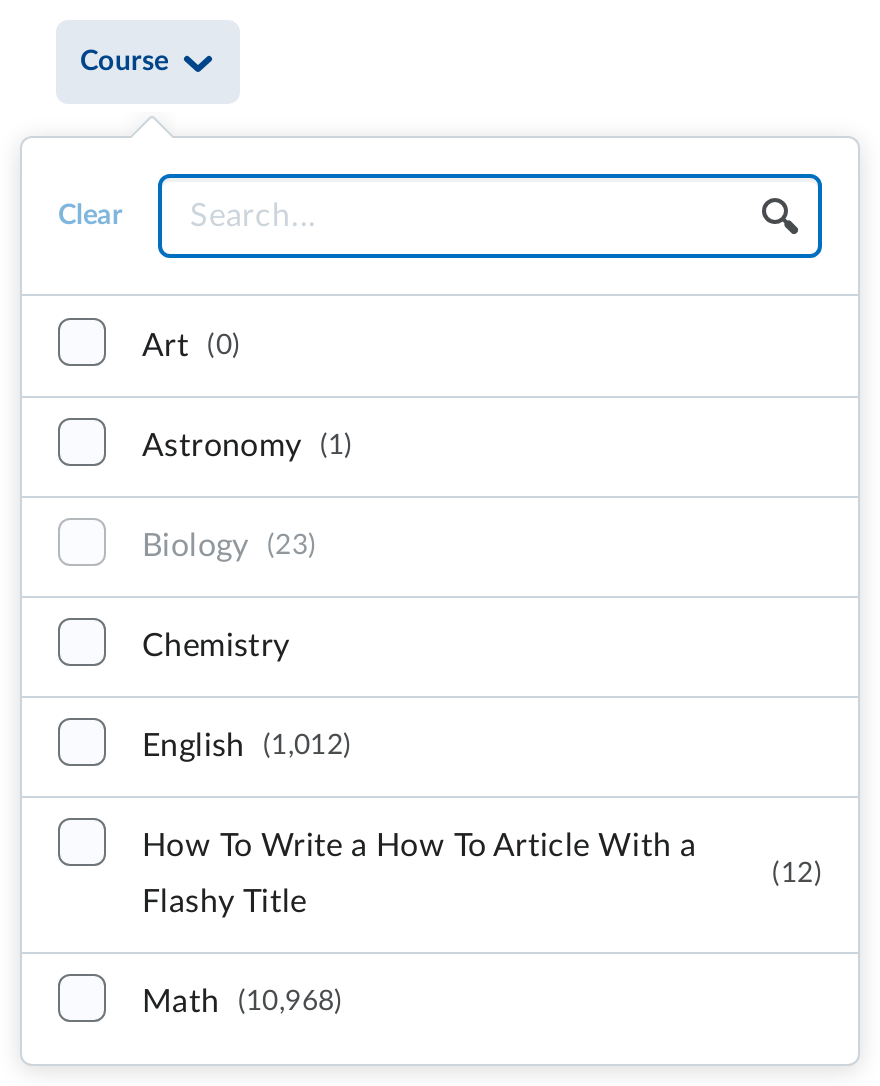 Course
Clear
Search...
Art (0)
Astronomy (1)
Biology (23)
Chemistry
English (1,012)
How To Write a How To Article With a
Flashy Title
(12)
Math (10,968)